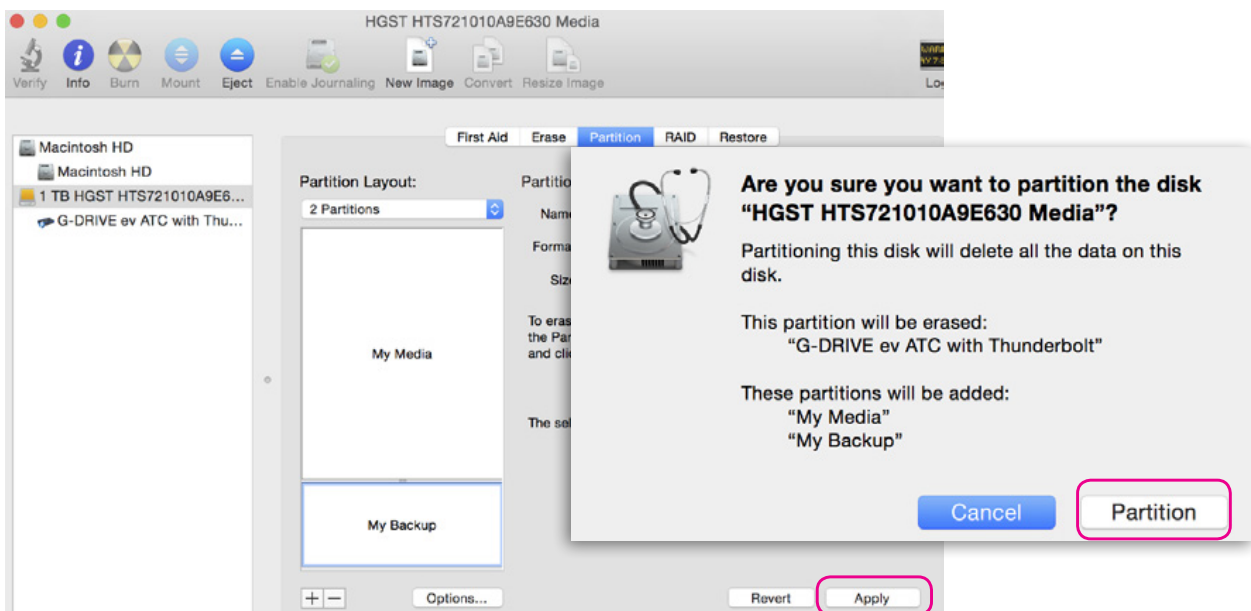 HGST HTS721010A9E630 Media
Verify Info Burn Mount Eject Enable Journaling New Image Convert Resize Image
First Aid Erase Partition RAID Restore
Macintosh HD
Macintosh HD
1 TB HGST HTS721010A9E6...
G-DRIVE ev ATC with Thu...
Partition Layout:
2 Partitions
My Media
My Backup
Options...
To eras
and
The
Revert Apply
Are you sure you want to partition the disk
“HGST HTS721010A9E630 Media”?
Partitioning this disk will delete all the data on this
disk.
This partition will be erased:
“G-DRIVE ev ATC with Thunderbolt”
These partitions will be added:
“My Media”
“My Backup”
Cancel Partition